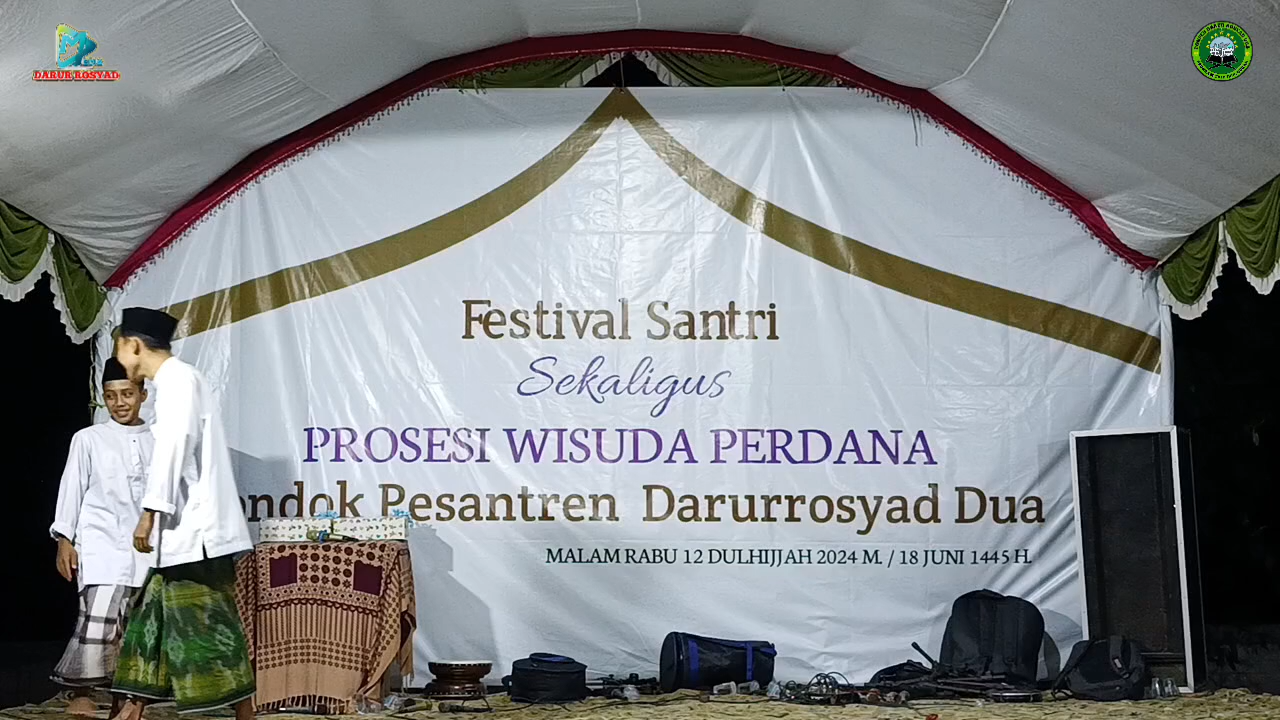 DARUR ROSYAD
Festival Santri
Sekaligus
PROSESI WISUDA PERDANA
ondok Pesantren Darurrosyad Dua
MALAM RABU 12 DULHIJJAH 2024 M. / 18 JUNI 1445 H.